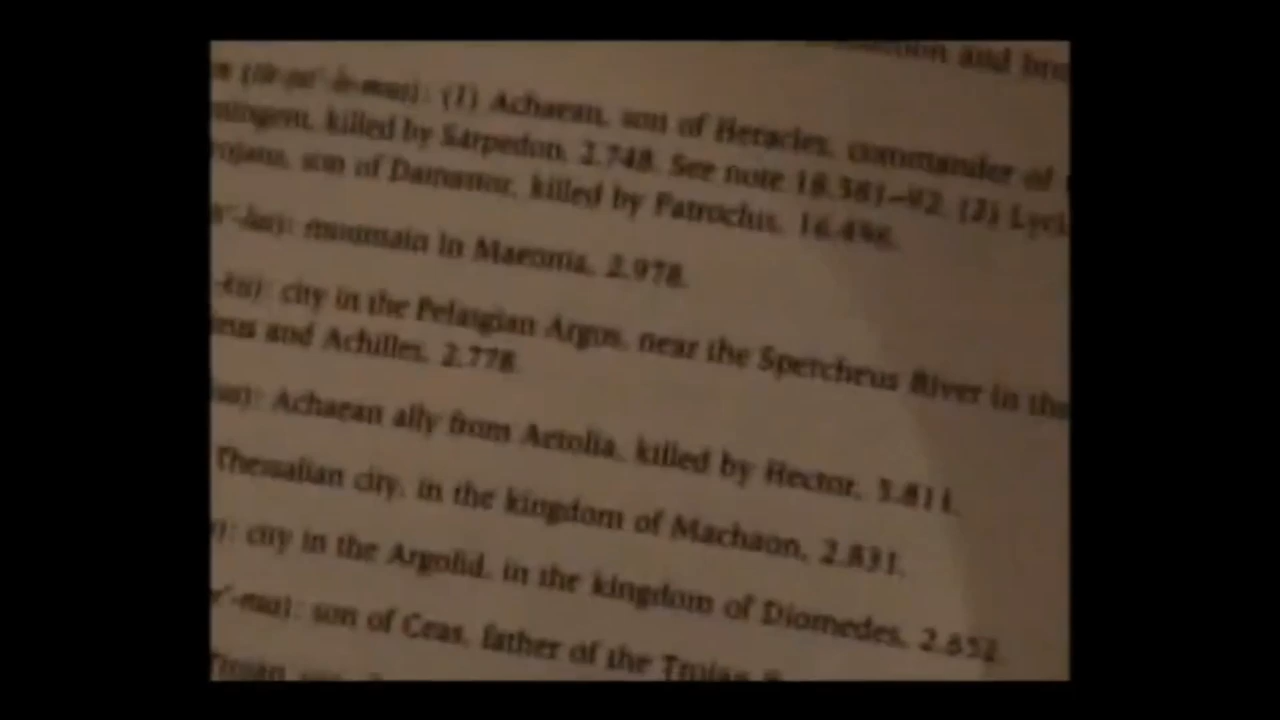 and
(1) Achaean, son of Heracles, commander of
killed by Sarpedon, 2.748. See note 18.381–92. (2)
son of Damastor, killed by Patroclus, 16.496.
mountain in Maeonia, 2.978.
city in the Pelasgian Argos, near the Spercheus River in the
and Achilles, 2.778.
Achaean ally from Aetolia, killed by Hector, 5.811.
Thessalian city, in the kingdom of Machaon, 2.831.
city in the Argolid, in the kingdom of Diomedes, 2.652.
son of Ceas, father of the Trojan
Trojan